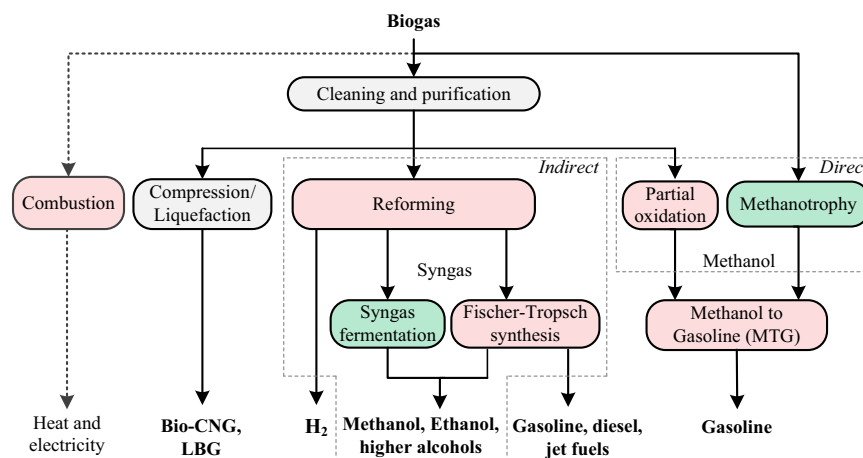 Biogas
Cleaning and purification
Indirect
Direc
Combustion
Compression/
Liquefaction
Reforming
Partial
oxidation
Methanotrophy
Syngas
Methanol
Syngas
fermentation
Fischer-Tropsch
synthesis
Methanol to
Gasoline (MTG)
Heat and
electricity
Bio-CNG,
LBG
H₂
Methanol, Ethanol,
higher alcohols
Gasoline, diesel,
jet fuels
Gasoline